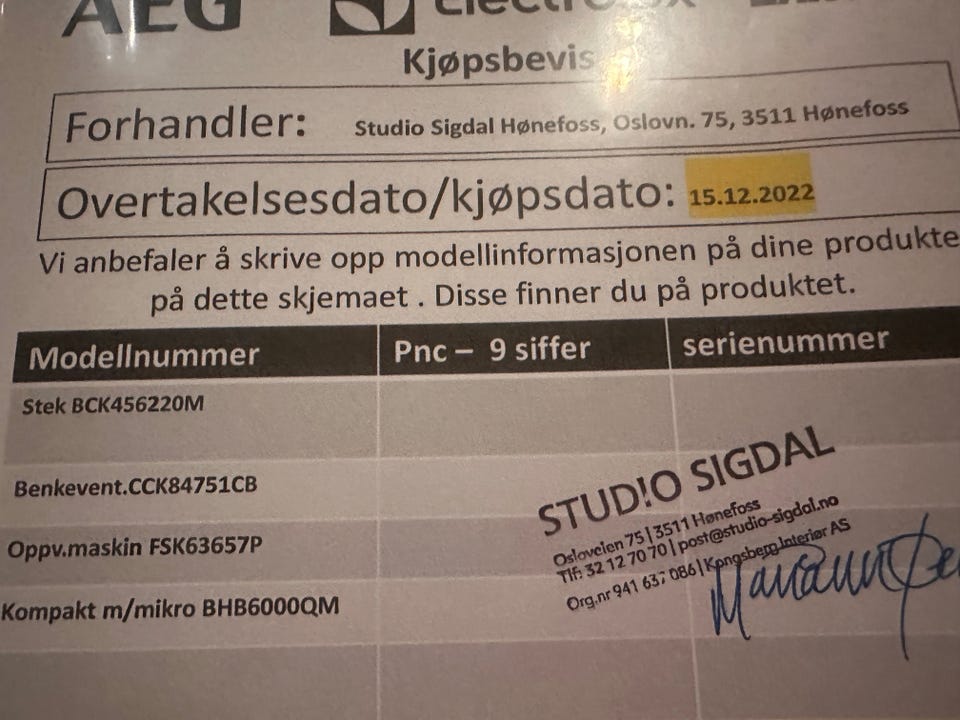 AEG Electrolux
Kjøpsbevis
Forhandler: Studio Sigdal Hønefoss, Oslovn. 75, 3511 Hønefoss
Overtakelsesdato/kjøpsdato: 15.12.2022
Vi anbefaler å skrive opp modellinformasjonen på dine produkte
på dette skjemaet . Disse finner du på produktet.
Modellnummer Pnc – 9 siffer serienummer
Stek BCK456220M
Benkevent.CCK84751CB
Oppv.maskin FSK63657P
Kompakt m/mikro BHB6000QM
STUD!O SIGDAL
Osloveien 75 | 3511 Hønefoss
Tlf: 32 12 70 70 | post@studio-sigdal.no
Org.nr 941 637 086 | Kongsberg Interiør AS